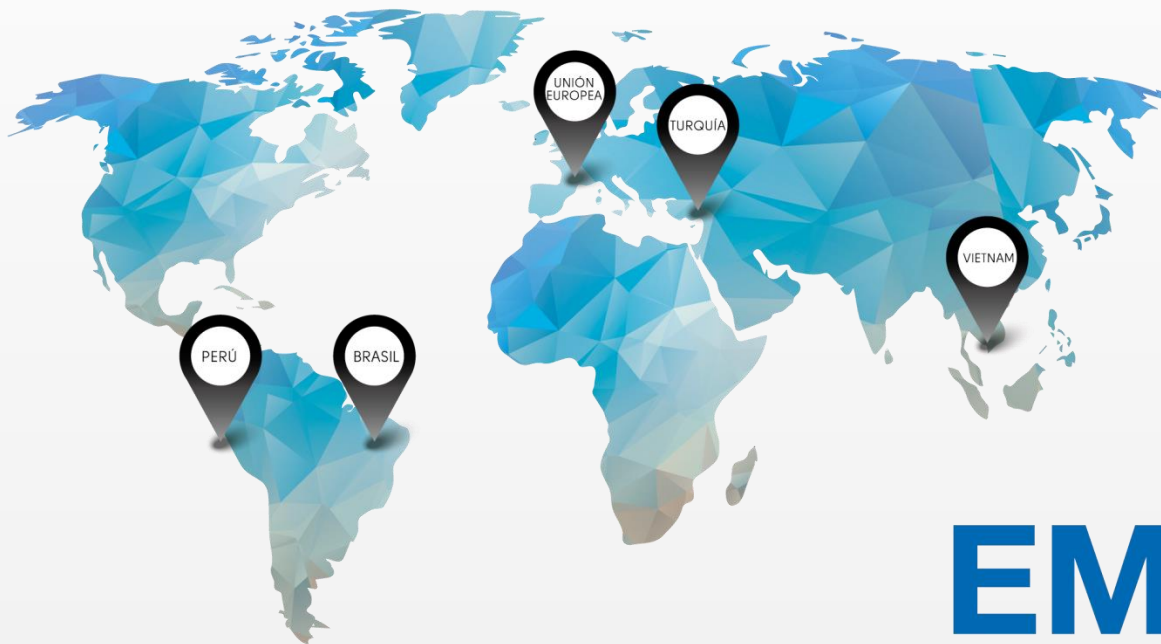 UNIÓN
EUROPEA
TURQUÍA
VIETNAM
PERÚ
BRASIL
EM